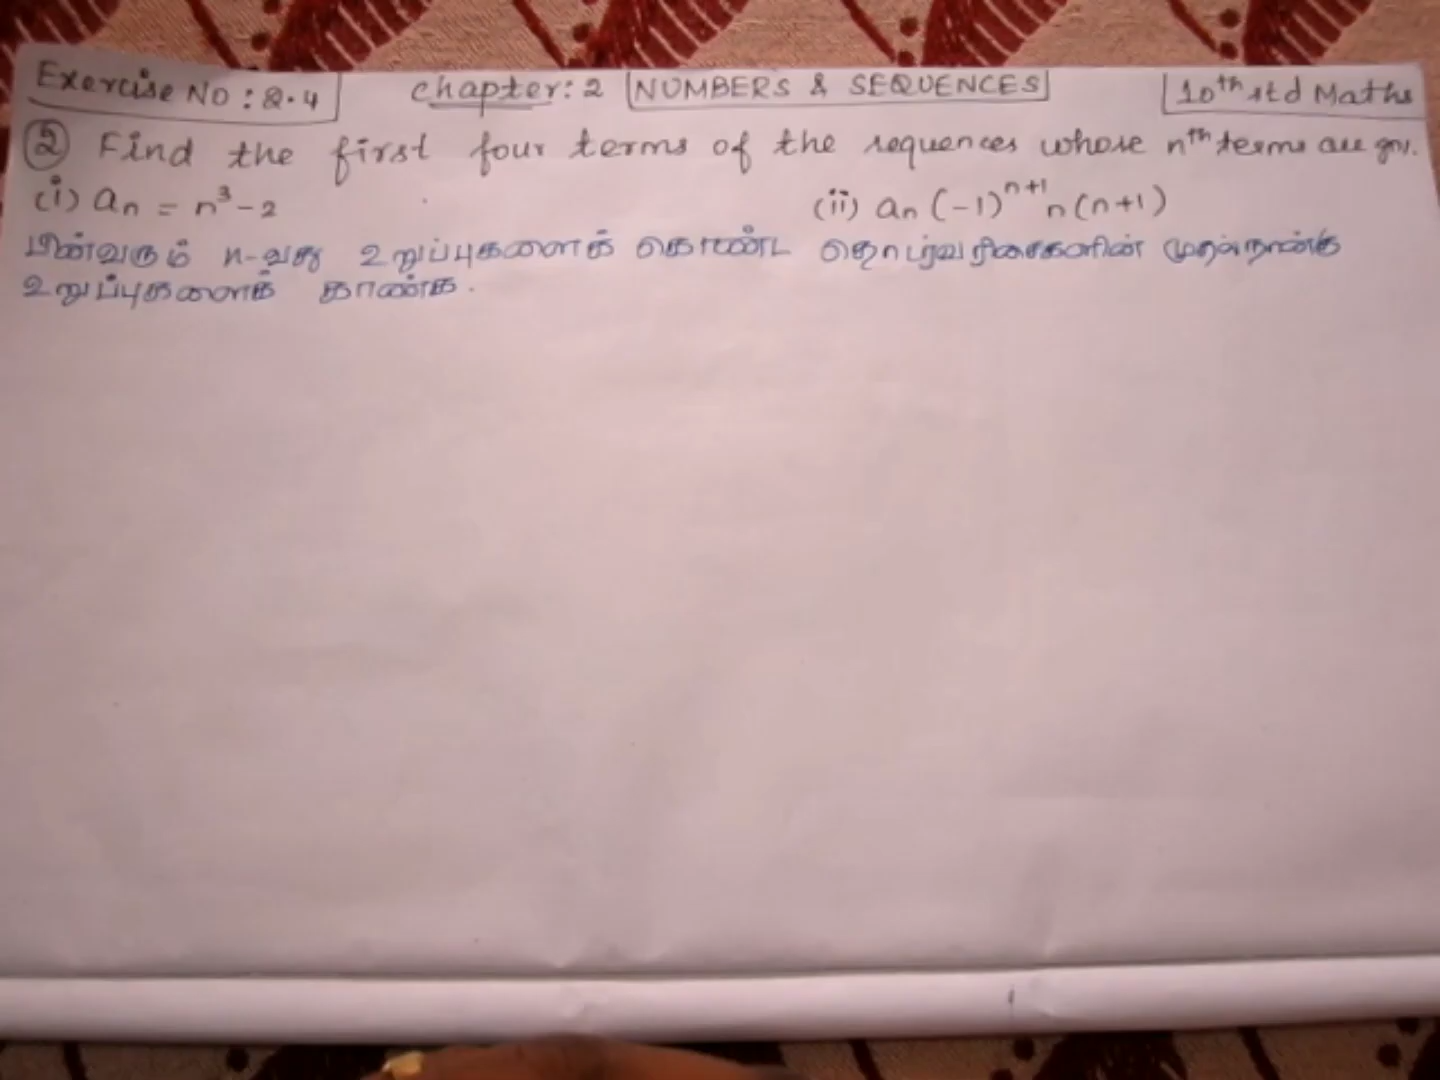 Exercise NO : 2.4 chapter: 2 NUMBERS & SEQUENCES 10th std Maths
② Find the first four terms of the sequences whose nth terms are gn.
(i) an = n³ - 2 (ii) an (-1)ⁿ⁺¹ n(n+1)
பின்வரும் n-வது உறுப்புகளைக் கொண்ட தொடர்வரிசைகளின் முதல் நான்கு
உறுப்புகளைக் காண்க.